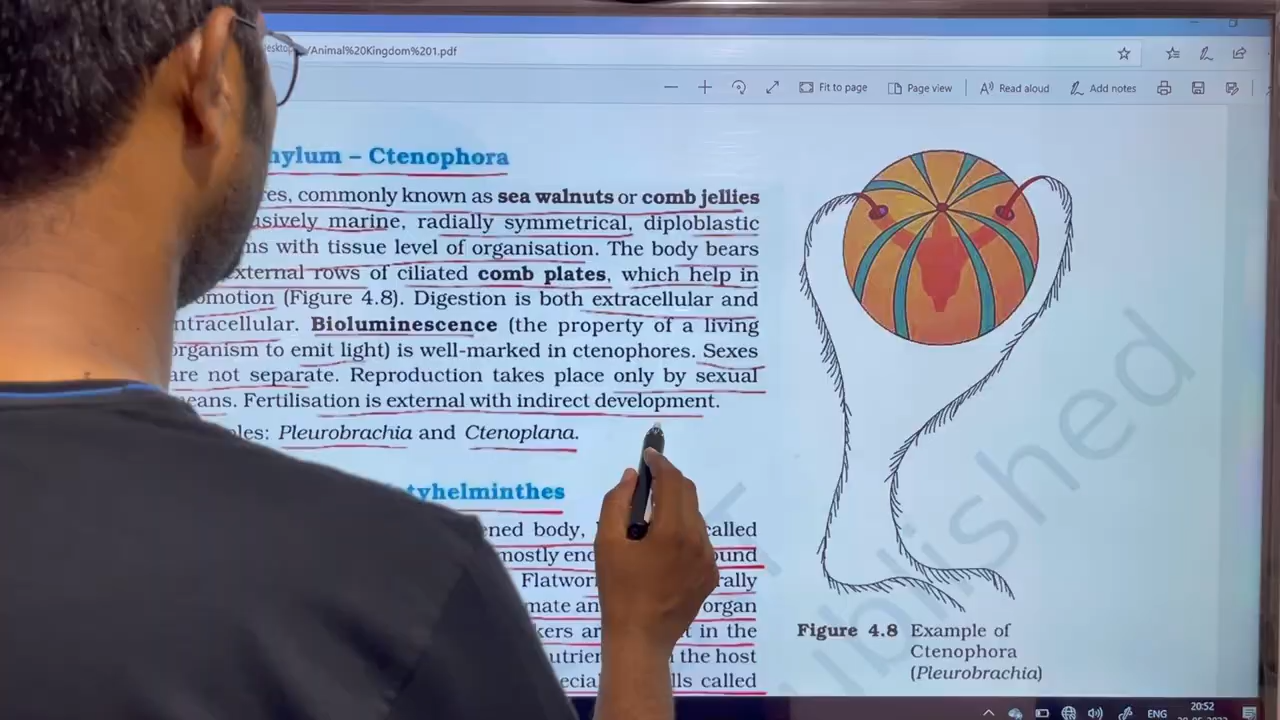 /Animal%20Kingdom%201.pdf
Fit to page
Page view
Read aloud
Add notes
hylum – Ctenophora
res, commonly known as sea walnuts or comb jellies
usively marine, radially symmetrical, diploblastic
ms with tissue level of organisation. The body bears
external rows of ciliated comb plates, which help in
omotion (Figure 4.8). Digestion is both extracellular and
ntracellular. Bioluminescence (the property of a living
organism to emit light) is well-marked in ctenophores. Sexes
are not separate. Reproduction takes place only by sexual
eans. Fertilisation is external with indirect development.
les: Pleurobrachia and Ctenoplana.
tyhelminthes
ened body, called
mostly en ound
Flatwor rally
mate an organ
kers ar t in the
utrien the host
ecial lls called
Figure 4.8 Example of
Ctenophora
(Pleurobrachia)
ublished
ENG
20:52